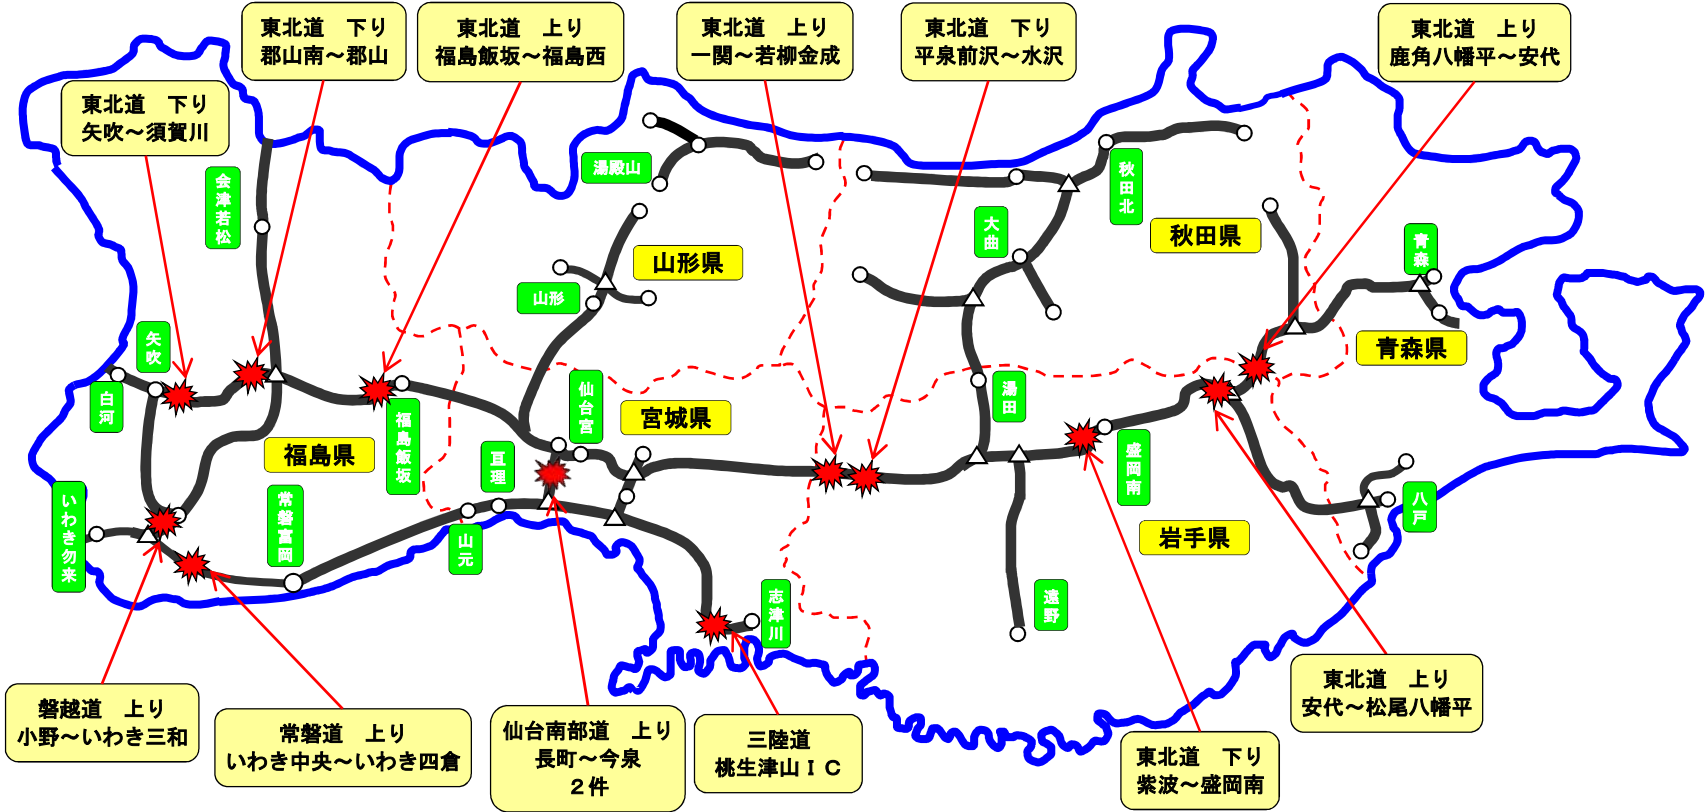 東北道　下り
郡山南～郡山
東北道　上り
福島飯坂～福島西
東北道　上り
一関～若柳金成
東北道　下り
平泉前沢～水沢
東北道　上り
鹿角八幡平～安代
東北道　下り
矢吹～須賀川
会津若松
湯殿山
秋田北
大曲
秋田県
青森
山形県
山形
矢吹
青森県
白河
仙台宮
湯田
宮城県
福島飯坂
福島県
亘理
盛岡南
いわき勿来
常磐富岡
八戸
山元
岩手県
志津川
遠野
磐越道　上り
小野～いわき三和
常磐道　上り
いわき中央～いわき四倉
仙台南部道　上り
長町～今泉
２件
三陸道
桃生津山ＩＣ
東北道　下り
紫波～盛岡南
東北道　上り
安代～松尾八幡平